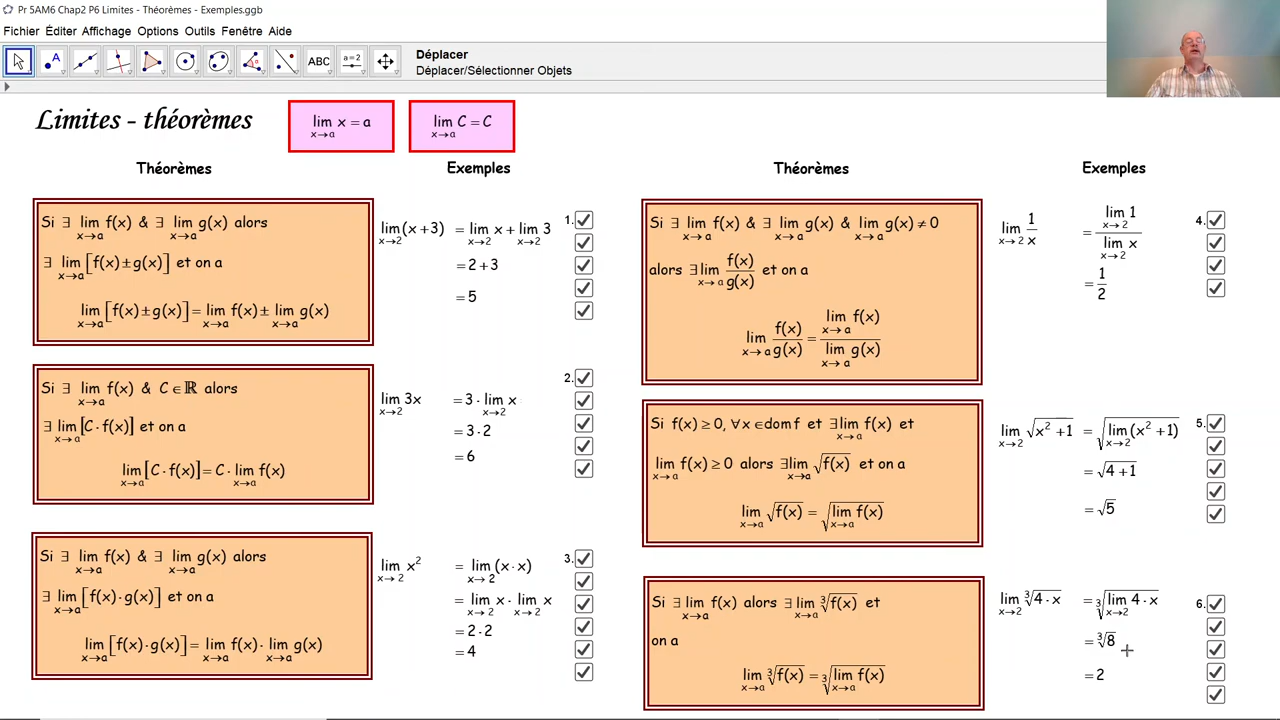 Pr 5AM6 Chap2 P6 Limites - Théorèmes - Exemples.ggb
Fichier Éditer Affichage Options Outils Fenêtre Aide
ABC a=2
Déplacer
Déplacer/Sélectionner Objets
Limites - théorèmes
lim x→a x = a
lim x→a C = C
Théorèmes Exemples
Si ∃ lim x→a f(x) & ∃ lim x→a g(x) alors
∃ lim x→a [f(x)±g(x)] et on a
lim x→a [f(x)±g(x)] = lim x→a f(x) ± lim x→a g(x)
lim x→2 (x+3) = lim x→2 x + lim x→2 3
= 2+3
= 5
1.
Si ∃ lim x→a f(x) & C ∈ ℝ alors
∃ lim x→a [C·f(x)] et on a
lim x→a [C·f(x)] = C· lim x→a f(x)
lim x→2 3x = 3· lim x→2 x
= 3·2
= 6
2.
Si ∃ lim x→a f(x) & ∃ lim x→a g(x) alors
∃ lim x→a [f(x)·g(x)] et on a
lim x→a [f(x)·g(x)] = lim x→a f(x) · lim x→a g(x)
lim x→2 x² = lim x→2 (x·x)
= lim x→2 x · lim x→2 x
= 2·2
= 4
3.
Théorèmes Exemples
Si ∃ lim x→a f(x) & ∃ lim x→a g(x) & lim x→a g(x) ≠ 0
alors ∃ lim x→a f(x)/g(x) et on a
lim x→a f(x)/g(x) = lim x→a f(x) / lim x→a g(x)
lim x→2 1/x = lim x→2 1 / lim x→2 x
= 1/2
4.
Si f(x) ≥ 0, ∀x ∈ dom f et ∃ lim x→a f(x) et
lim x→a f(x) ≥ 0 alors ∃ lim x→a √f(x) et on a
lim x→a √f(x) = √(lim x→a f(x))
lim x→2 √(x²+1) = √(lim x→2 (x²+1))
= √(4+1)
= √5
5.
Si ∃ lim x→a f(x) alors ∃ lim x→a ∛f(x) et
on a
lim x→a ∛f(x) = ∛(lim x→a f(x))
lim x→2 ∛(4·x) = ∛(lim x→2 4·x)
= ∛8
= 2
6.